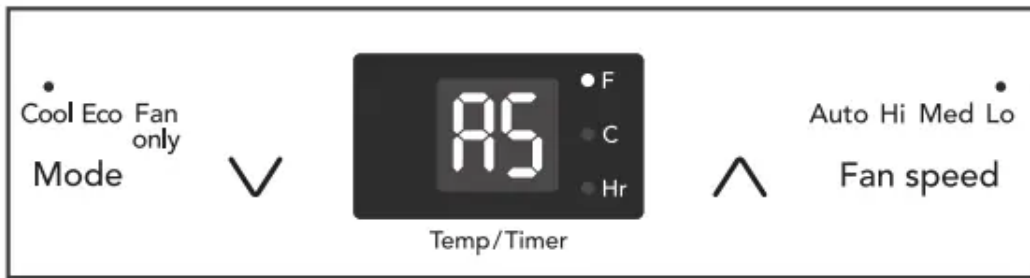 Cool Eco Fan only
Mode
AS
F
C
Hr
Temp/Timer
Auto Hi Med Lo
Fan speed